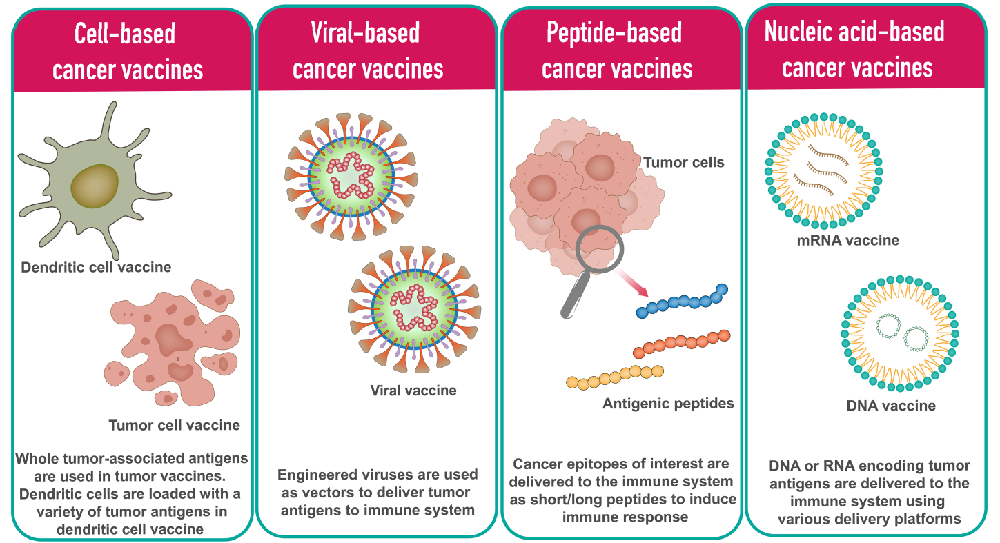 Cell-based
cancer vaccines
Dendritic cell vaccine
Tumor cell vaccine
Whole tumor-associated antigens
are used in tumor vaccines.
Dendritic cells are loaded with a
variety of tumor antigens in
dendritic cell vaccine
Viral-based
cancer vaccines
Viral vaccine
Engineered viruses are used
as vectors to deliver tumor
antigens to immune system
Peptide-based
cancer vaccines
Tumor cells
Antigenic peptides
Cancer epitopes of interest are
delivered to the immune system
as short/long peptides to induce
immune response
Nucleic acid-based
cancer vaccines
mRNA vaccine
DNA vaccine
DNA or RNA encoding tumor
antigens are delivered to the
immune system using
various delivery platforms